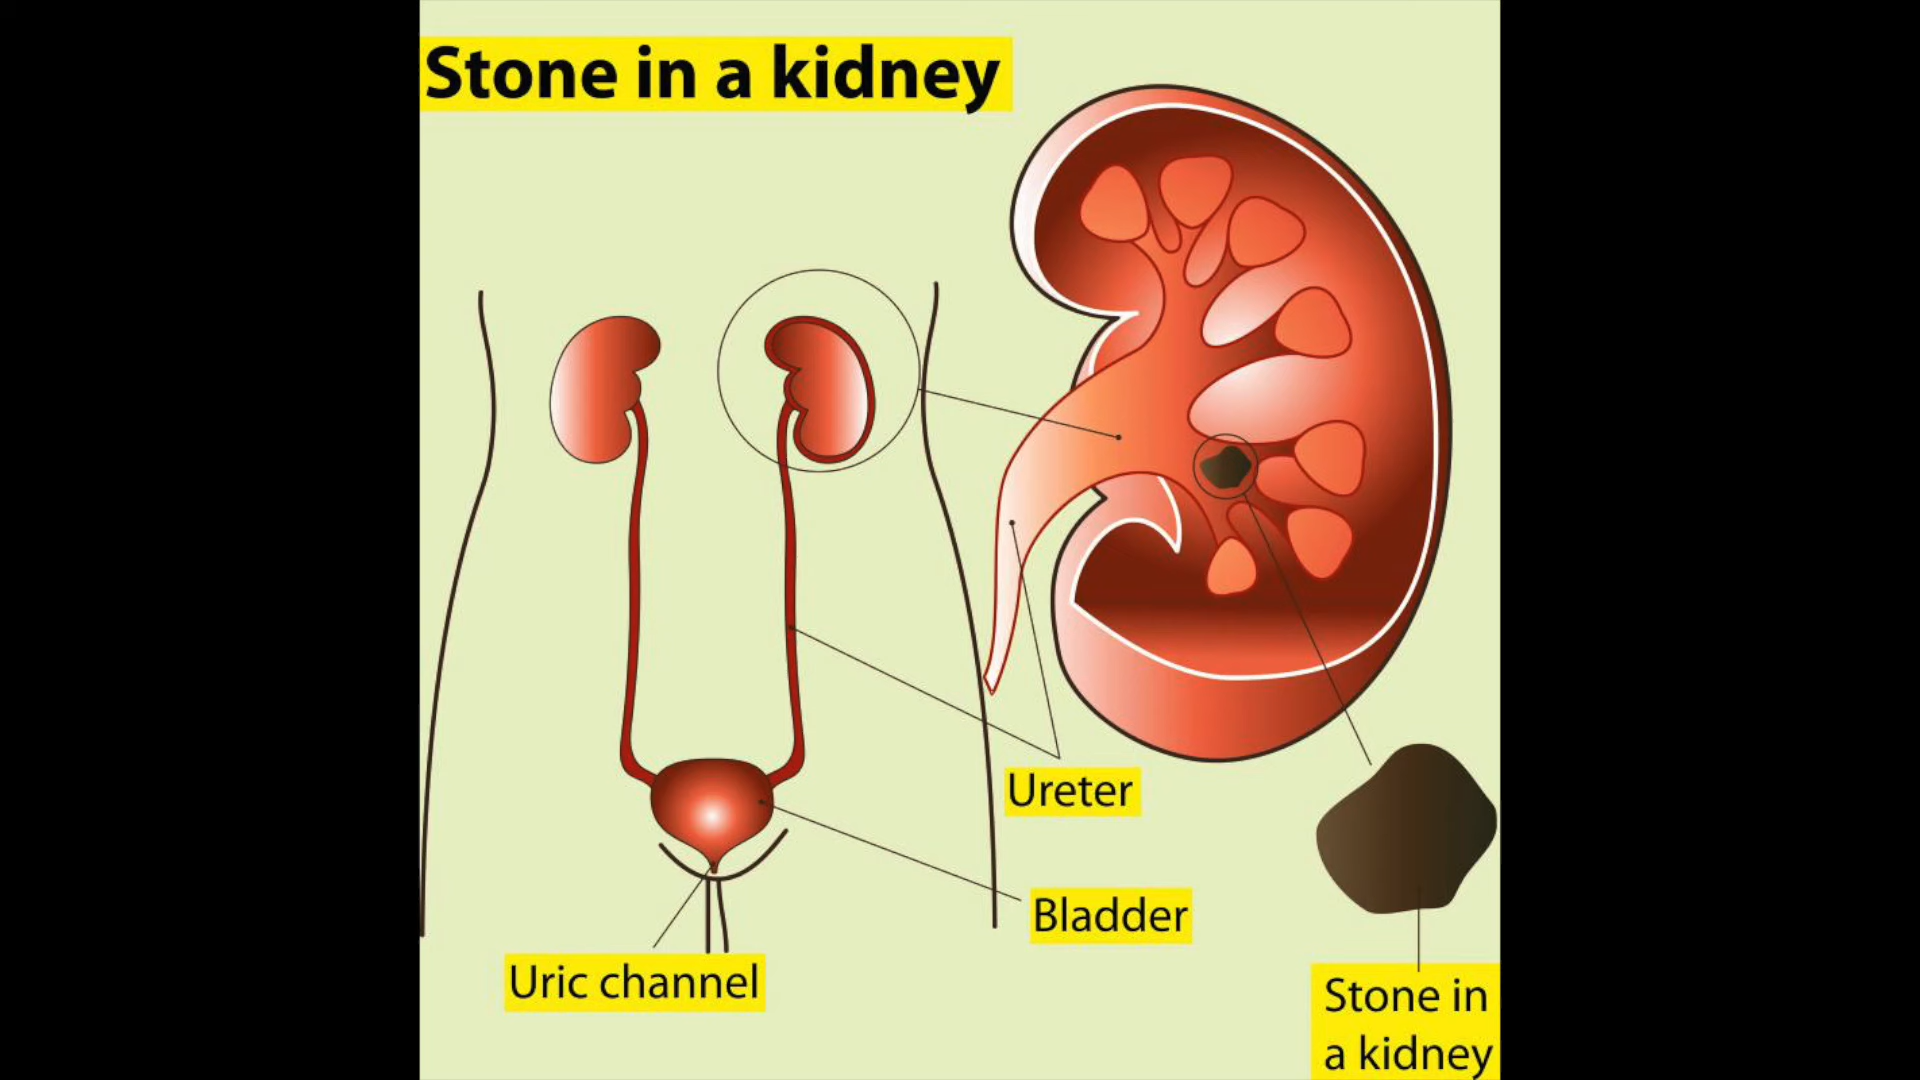 Stone in a kidney
Ureter
Bladder
Uric channel
Stone in
a kidney